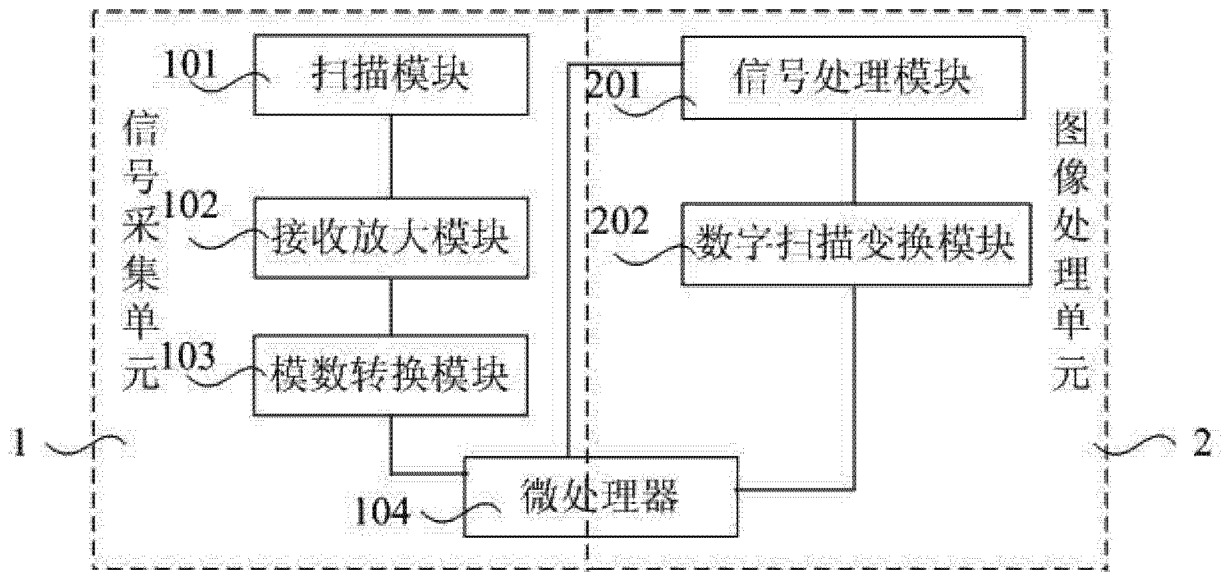 101
扫描模块
信号采集单元
102
接收放大模块
103
模数转换模块
1
104
微处理器
201
信号处理模块
图像处理单元
202
数字扫描变换模块
2